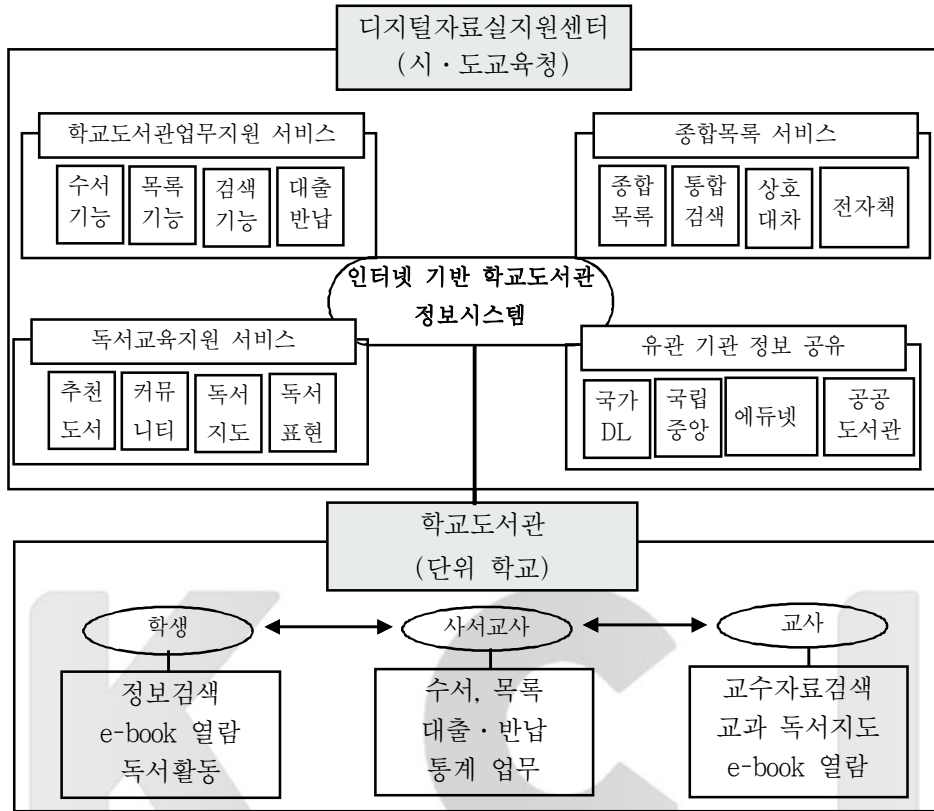 디지털자료실지원센터
(시·도교육청)
학교도서관업무지원 서비스
수서
기능
목록
기능
검색
기능
대출
반납
종합목록 서비스
종합
목록
통합
검색
상호
대차
전자책
인터넷 기반 학교도서관
정보시스템
독서교육지원 서비스
추천
도서
커뮤
니티
독서
지도
독서
표현
유관 기관 정보 공유
국가
DL
국립
중앙
에듀넷
공공
도서관
학교도서관
(단위 학교)
학생
사서교사
교사
정보검색
e-book 열람
독서활동
수서, 목록
대출·반납
통계 업무
교수자료검색
교과 독서지도
e-book 열람
KCI